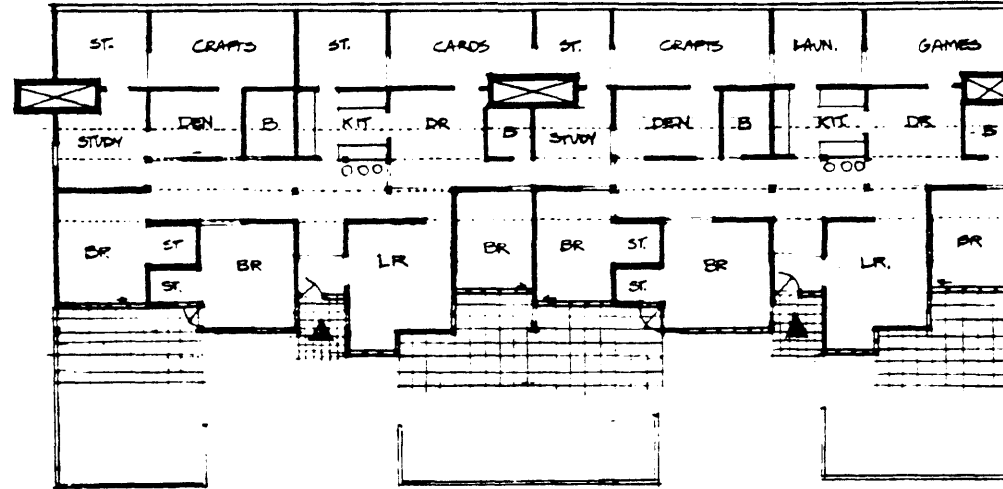 ST. CRAFTS ST. CARDS ST. CRAFTS LAUN. GAMES
STUDY DEN B KIT DR B STUDY DEN B KIT. DR. B
BR. ST. BR LR BR BR ST. BR LR. BR
ST. ST.